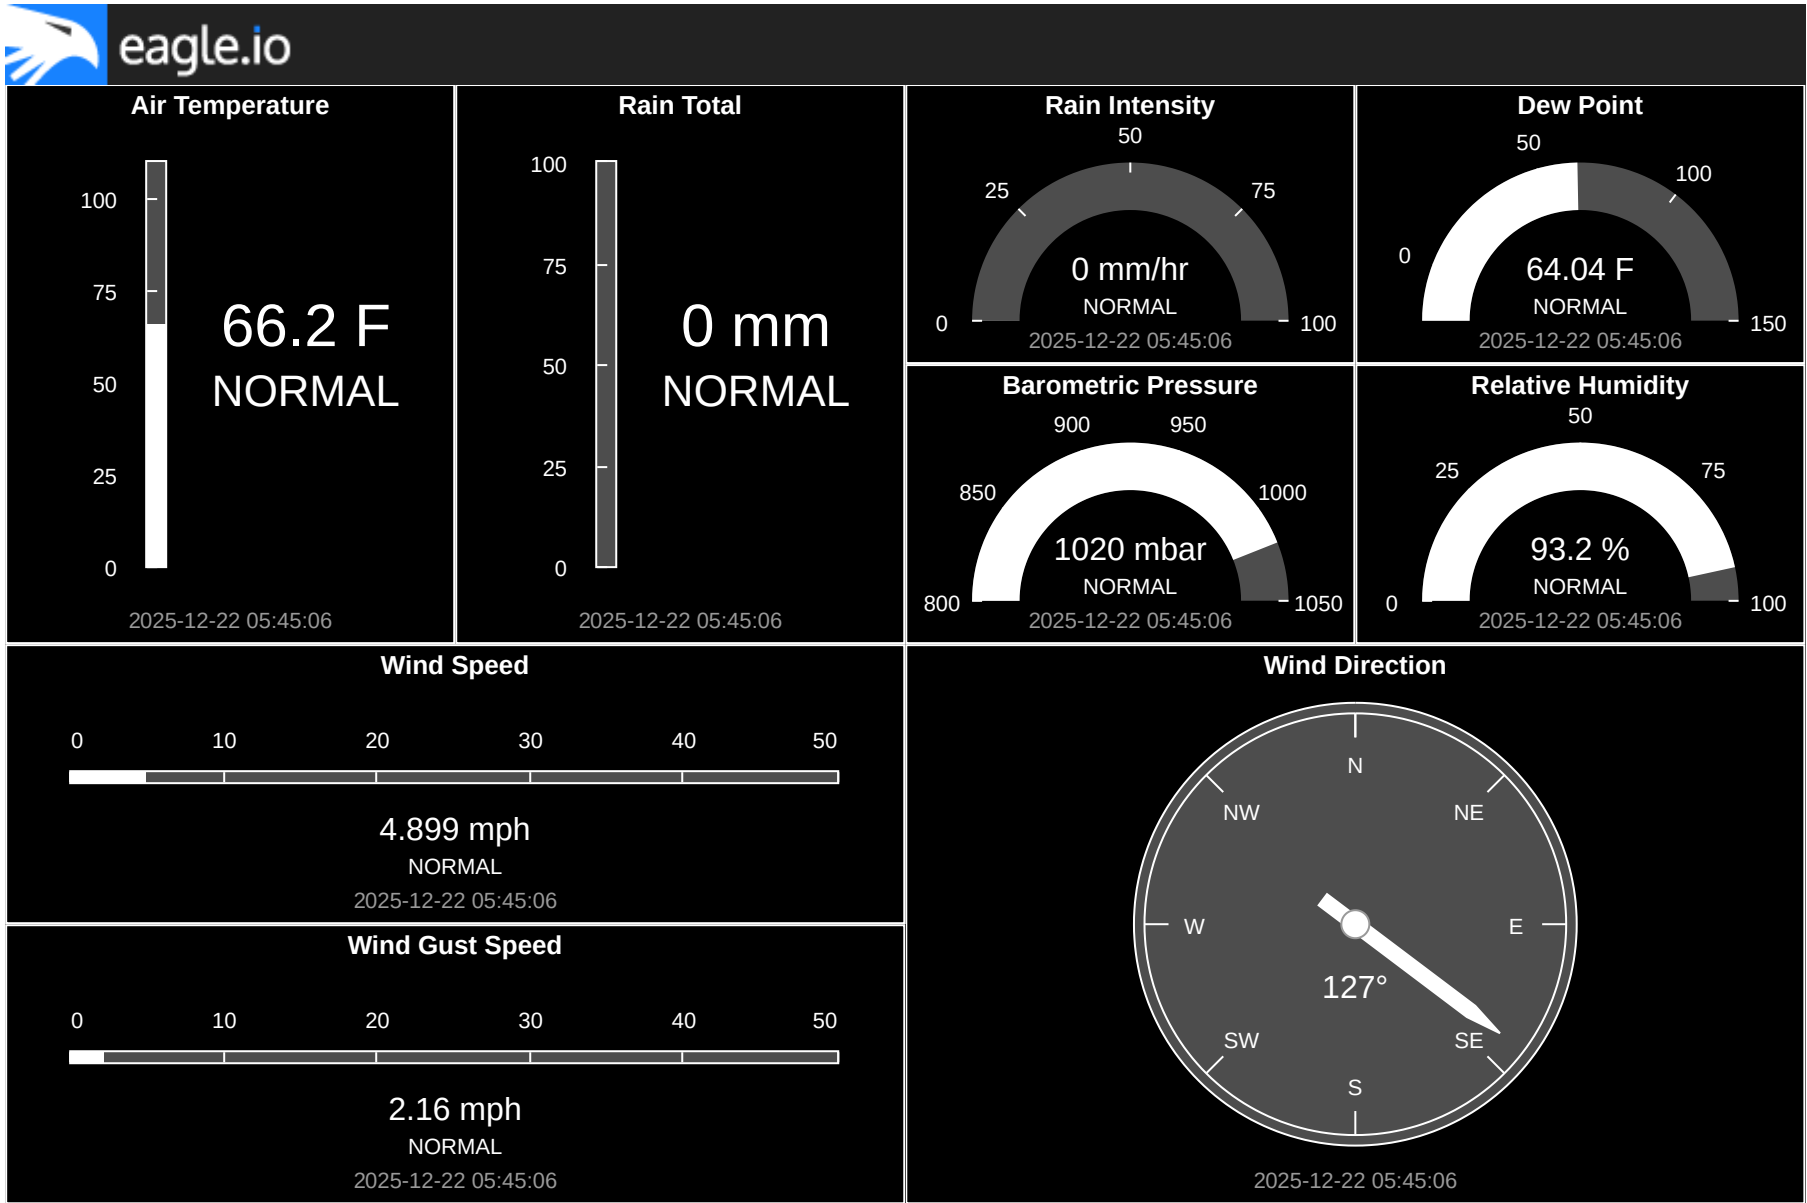 eagle.io
Air Temperature
100
75
50
25
0
66.2 F
NORMAL
2025-12-22 05:45:06
Rain Total
100
75
50
25
0
0 mm
NORMAL
2025-12-22 05:45:06
Rain Intensity
50
25
75
0
100
0 mm/hr
NORMAL
2025-12-22 05:45:06
Dew Point
50
100
0
150
64.04 F
NORMAL
2025-12-22 05:45:06
Barometric Pressure
900
950
850
1000
800
1050
1020 mbar
NORMAL
2025-12-22 05:45:06
Relative Humidity
50
25
75
0
100
93.2 %
NORMAL
2025-12-22 05:45:06
Wind Speed
0 10 20 30 40 50
4.899 mph
NORMAL
2025-12-22 05:45:06
Wind Gust Speed
0 10 20 30 40 50
2.16 mph
NORMAL
2025-12-22 05:45:06
Wind Direction
N
NW
NE
W
E
127°
SW
SE
S
2025-12-22 05:45:06